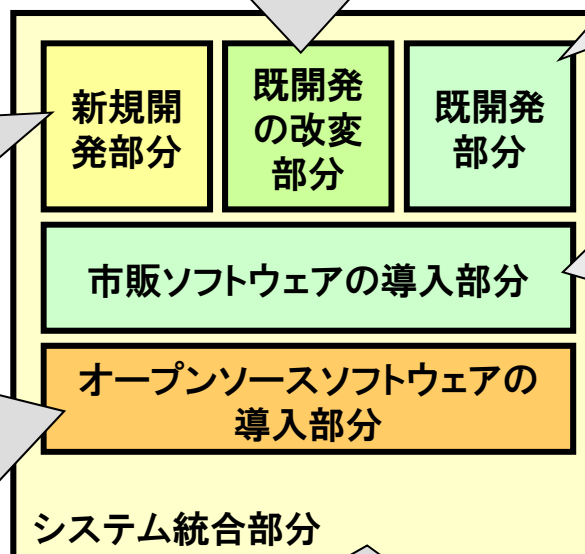 新規開
発部分
既開発
の改変
部分
既開発
部分
市販ソフトウェアの導入部分
オープンソースソフトウェアの
導入部分
システム統合部分